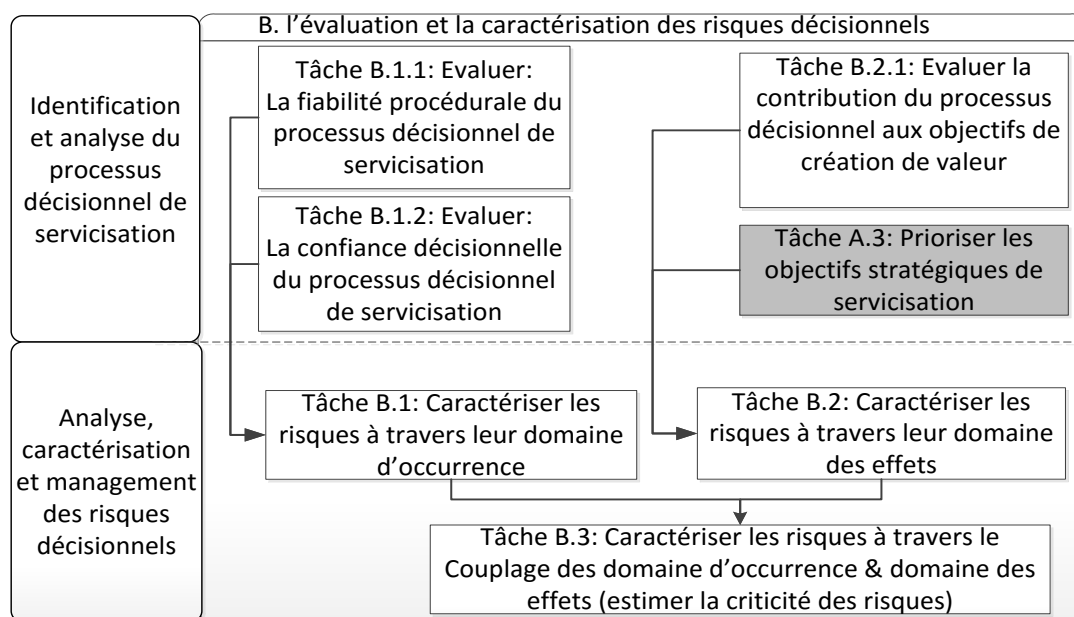 B. l’évaluation et la caractérisation des risques décisionnels
Identification
et analyse du
processus
décisionnel de
servicisation
Tâche B.1.1: Evaluer:
La fiabilité procédurale du
processus décisionnel de
servicisation
Tâche B.1.2: Evaluer:
La confiance décisionnelle
du processus décisionnel
de servicisation
Tâche B.2.1: Evaluer la
contribution du processus
décisionnel aux objectifs de
création de valeur
Tâche A.3: Prioriser les
objectifs stratégiques de
servicisation
Analyse,
caractérisation
et management
des risques
décisionnels
Tâche B.1: Caractériser les
risques à travers leur domaine
d’occurrence
Tâche B.2: Caractériser les
risques à travers leur domaine
des effets
Tâche B.3: Caractériser les risques à travers le
Couplage des domaine d’occurrence & domaine des
effets (estimer la criticité des risques)